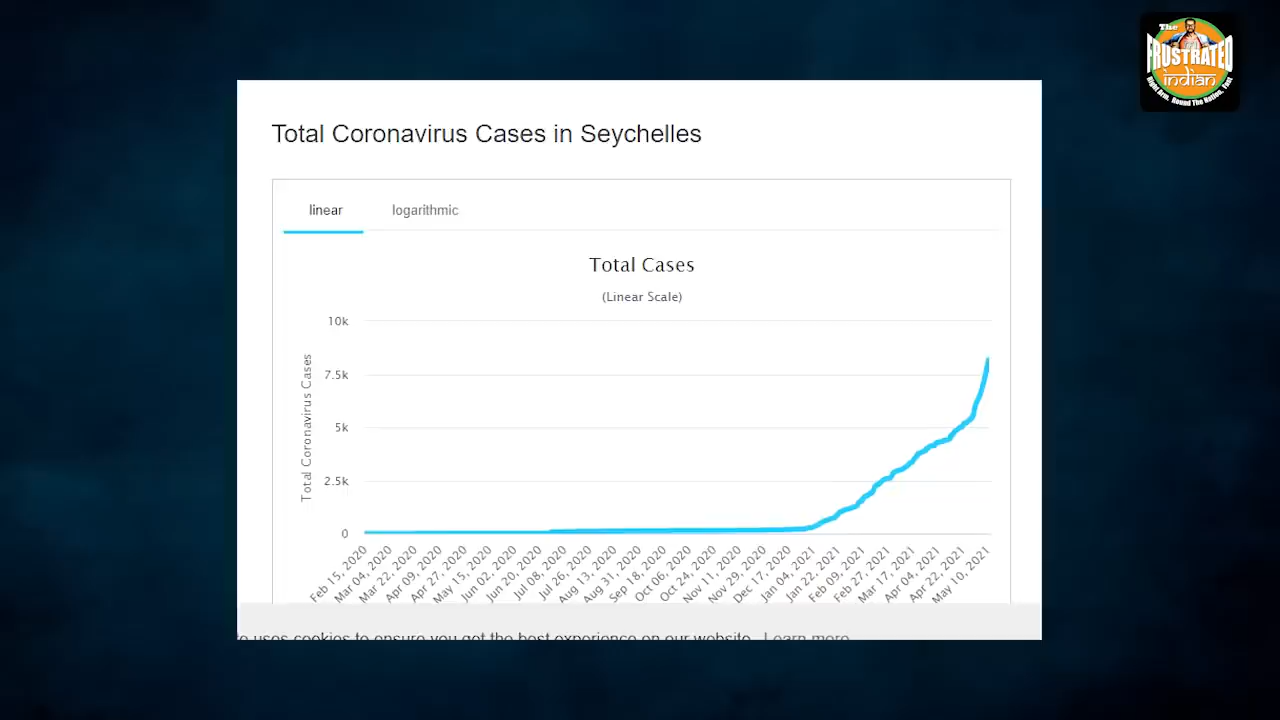 The
FRUSTRATED
indian
Right Arm, Round The Nation, Fast
Total Coronavirus Cases in Seychelles
linear
logarithmic
Total Cases
(Linear Scale)
Total Coronavirus Cases
10k
7.5k
5k
2.5k
0
Feb 15, 2020
Mar 04, 2020
Mar 22, 2020
Apr 09, 2020
Apr 27, 2020
May 15, 2020
Jun 02, 2020
Jun 20, 2020
Jul 08, 2020
Jul 26, 2020
Aug 13, 2020
Aug 31, 2020
Sep 18, 2020
Oct 06, 2020
Oct 24, 2020
Nov 11, 2020
Nov 29, 2020
Dec 17, 2020
Jan 04, 2021
Jan 22, 2021
Feb 09, 2021
Feb 27, 2021
Mar 17, 2021
Apr 04, 2021
Apr 22, 2021
May 10, 2021
uses cookies to ensure you get the best experience on our website. Learn more